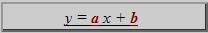 y = a x + b